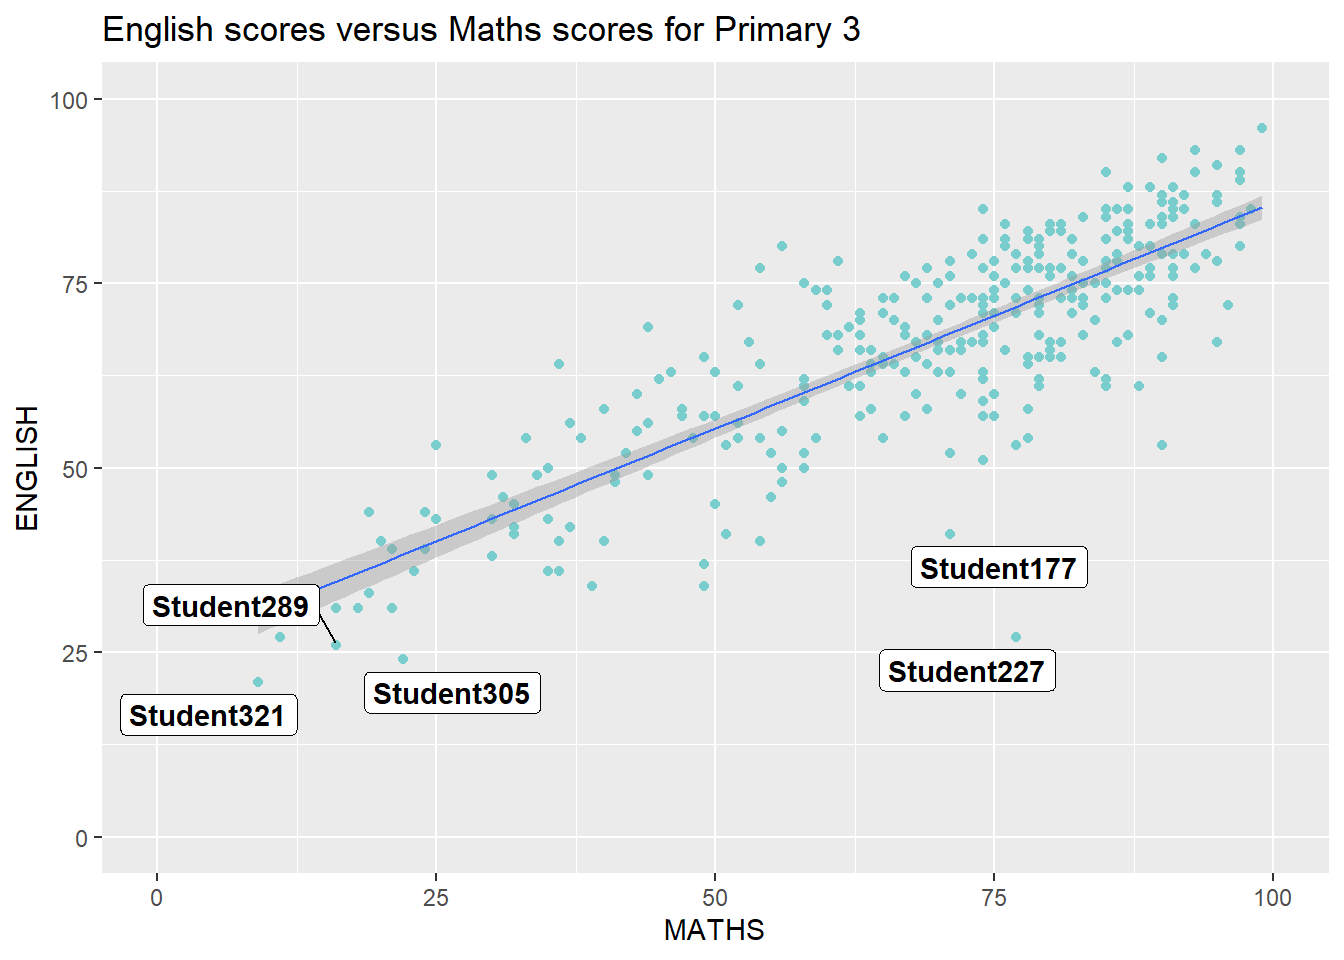 English scores versus Maths scores for Primary 3
100
75
50
25
0
ENGLISH
Student177
Student289
Student227
Student305
Student321
0
25
50
75
100
MATHS